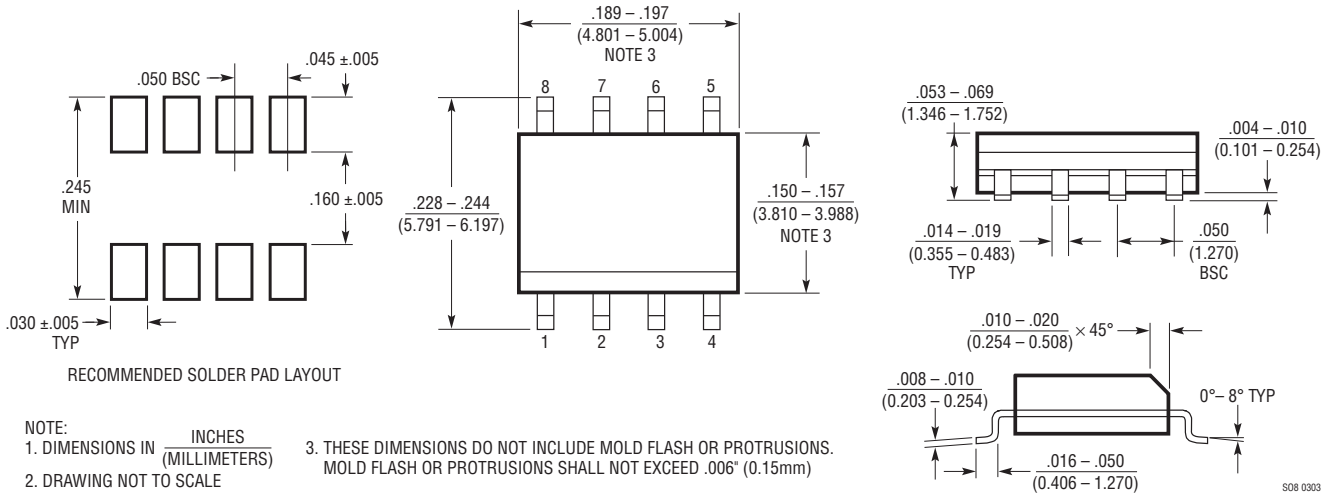 .050 BSC
.045 ±.005
.245
MIN
.160 ±.005
.030 ±.005
TYP
RECOMMENDED SOLDER PAD LAYOUT
.189 – .197
(4.801 – 5.004)
NOTE 3
8 7 6 5
.228 – .244
(5.791 – 6.197)
.150 – .157
(3.810 – 3.988)
NOTE 3
1 2 3 4
.053 – .069
(1.346 – 1.752)
.004 – .010
(0.101 – 0.254)
.014 – .019
(0.355 – 0.483)
TYP
.050
(1.270)
BSC
.010 – .020
(0.254 – 0.508)
× 45°
.008 – .010
(0.203 – 0.254)
0°– 8° TYP
.016 – .050
(0.406 – 1.270)
NOTE:
1. DIMENSIONS IN INCHES
(MILLIMETERS)
2. DRAWING NOT TO SCALE
3. THESE DIMENSIONS DO NOT INCLUDE MOLD FLASH OR PROTRUSIONS.
MOLD FLASH OR PROTRUSIONS SHALL NOT EXCEED .006" (0.15mm)
SO8 0303